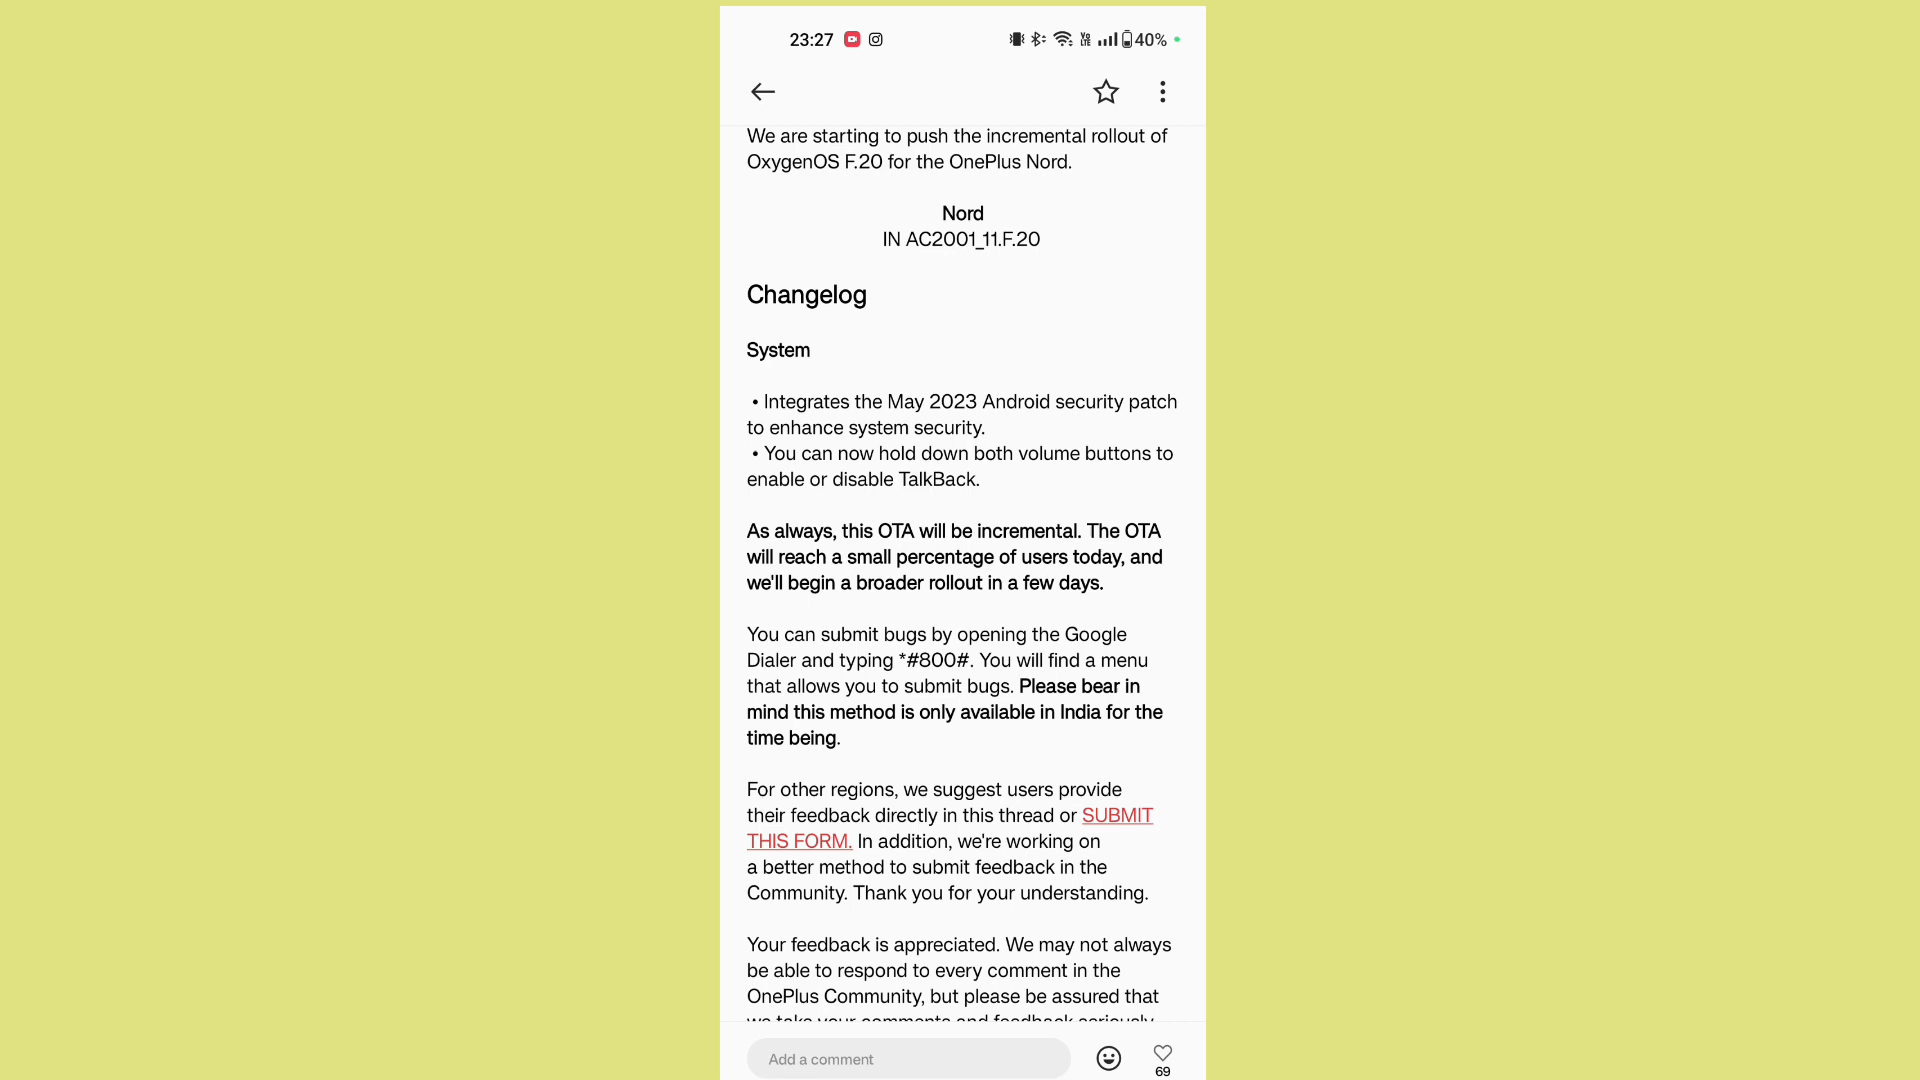 23:27
VO LTE
40%
We are starting to push the incremental rollout of
OxygenOS F.20 for the OnePlus Nord.
Nord
IN AC2001_11.F.20
Changelog
System
• Integrates the May 2023 Android security patch
to enhance system security.
• You can now hold down both volume buttons to
enable or disable TalkBack.
As always, this OTA will be incremental. The OTA
will reach a small percentage of users today, and
we'll begin a broader rollout in a few days.
You can submit bugs by opening the Google
Dialer and typing *#800#. You will find a menu
that allows you to submit bugs. Please bear in
mind this method is only available in India for the
time being.
For other regions, we suggest users provide
their feedback directly in this thread or SUBMIT
THIS FORM. In addition, we're working on
a better method to submit feedback in the
Community. Thank you for your understanding.
Your feedback is appreciated. We may not always
be able to respond to every comment in the
OnePlus Community, but please be assured that
we take your comments and feedback seriously
Add a comment
69